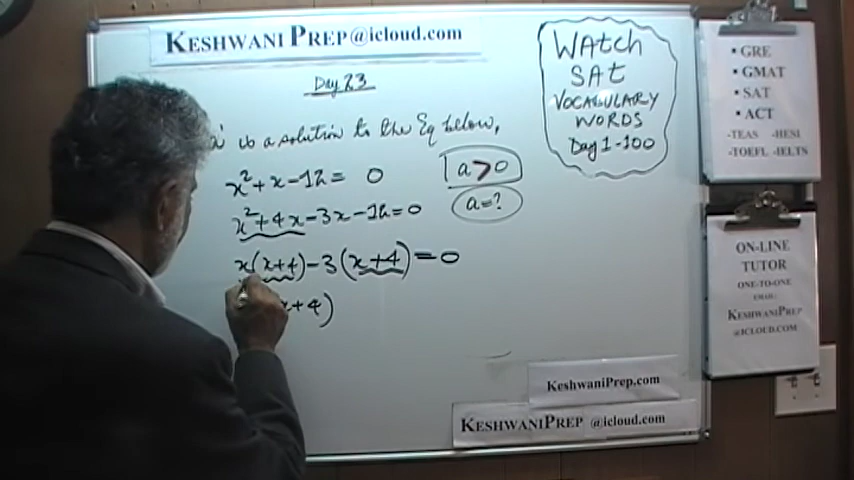 KESHWANI PREP@icloud.com
Day 23
is a solution to the Eq below,
x² + x - 12 = 0
a > 0
x² + 4x - 3x - 12 = 0
a = ?
x(x+4) - 3(x+4) = 0
x+4)
WAtch
SAt
VOCABULARY
WORDS
Day 1-100
▪ GRE
▪ GMAT
▪ SAT
▪ ACT
-TEAS -HESI
-TOEFL -IELTS
ON-LINE
TUTOR
ONE-TO-ONE
EMAIL:
KESHWANIPREP
@ICLOUD.COM
KeshwaniPrep.com
KESHWANIPREP @icloud.com